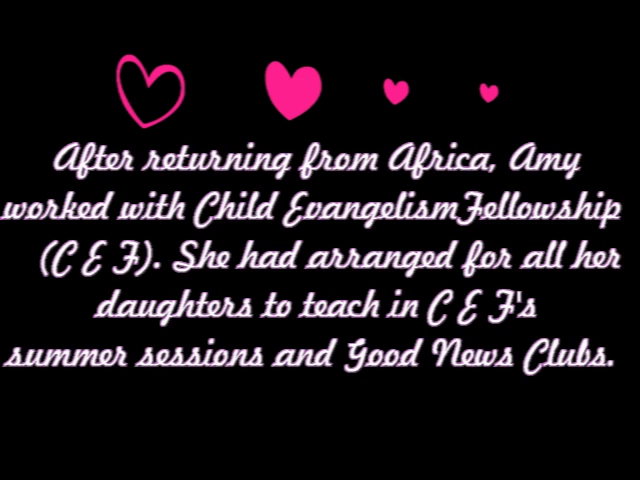 After returning from Africa, Amy
worked with Child EvangelismFellowship
(C E F). She had arranged for all her
daughters to teach in C E F's
summer sessions and Good News Clubs.